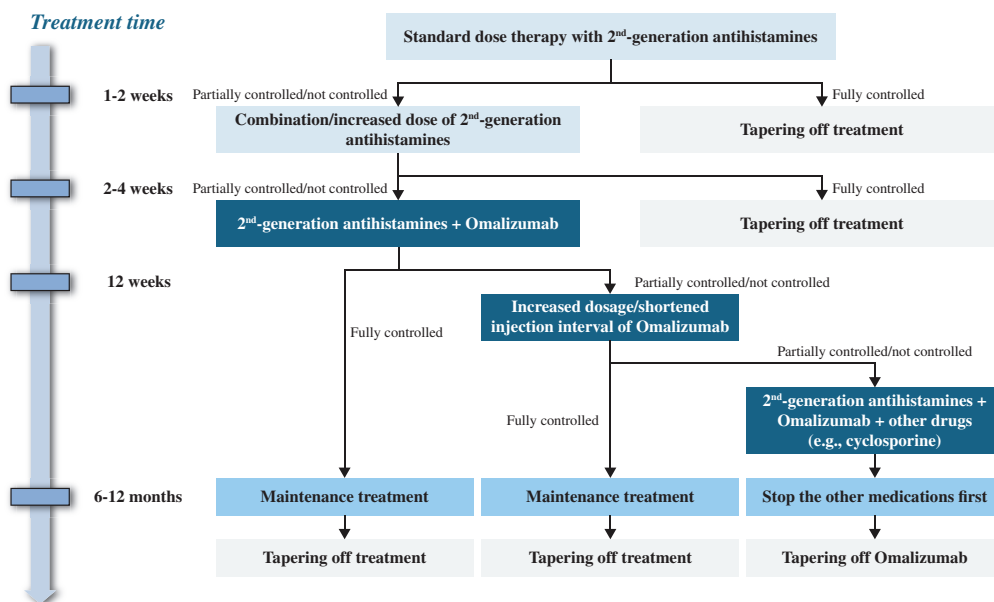 Treatment time
Standard dose therapy with 2nd-generation antihistamines
1-2 weeks
Partially controlled/not controlled
Fully controlled
Combination/increased dose of 2nd-generation
antihistamines
Tapering off treatment
2-4 weeks
Partially controlled/not controlled
Fully controlled
2nd-generation antihistamines + Omalizumab
Tapering off treatment
12 weeks
Partially controlled/not controlled
Increased dosage/shortened
injection interval of Omalizumab
Fully controlled
Partially controlled/not controlled
2nd-generation antihistamines +
Omalizumab + other drugs
(e.g., cyclosporine)
Fully controlled
6-12 months
Maintenance treatment
Maintenance treatment
Stop the other medications first
Tapering off treatment
Tapering off treatment
Tapering off Omalizumab